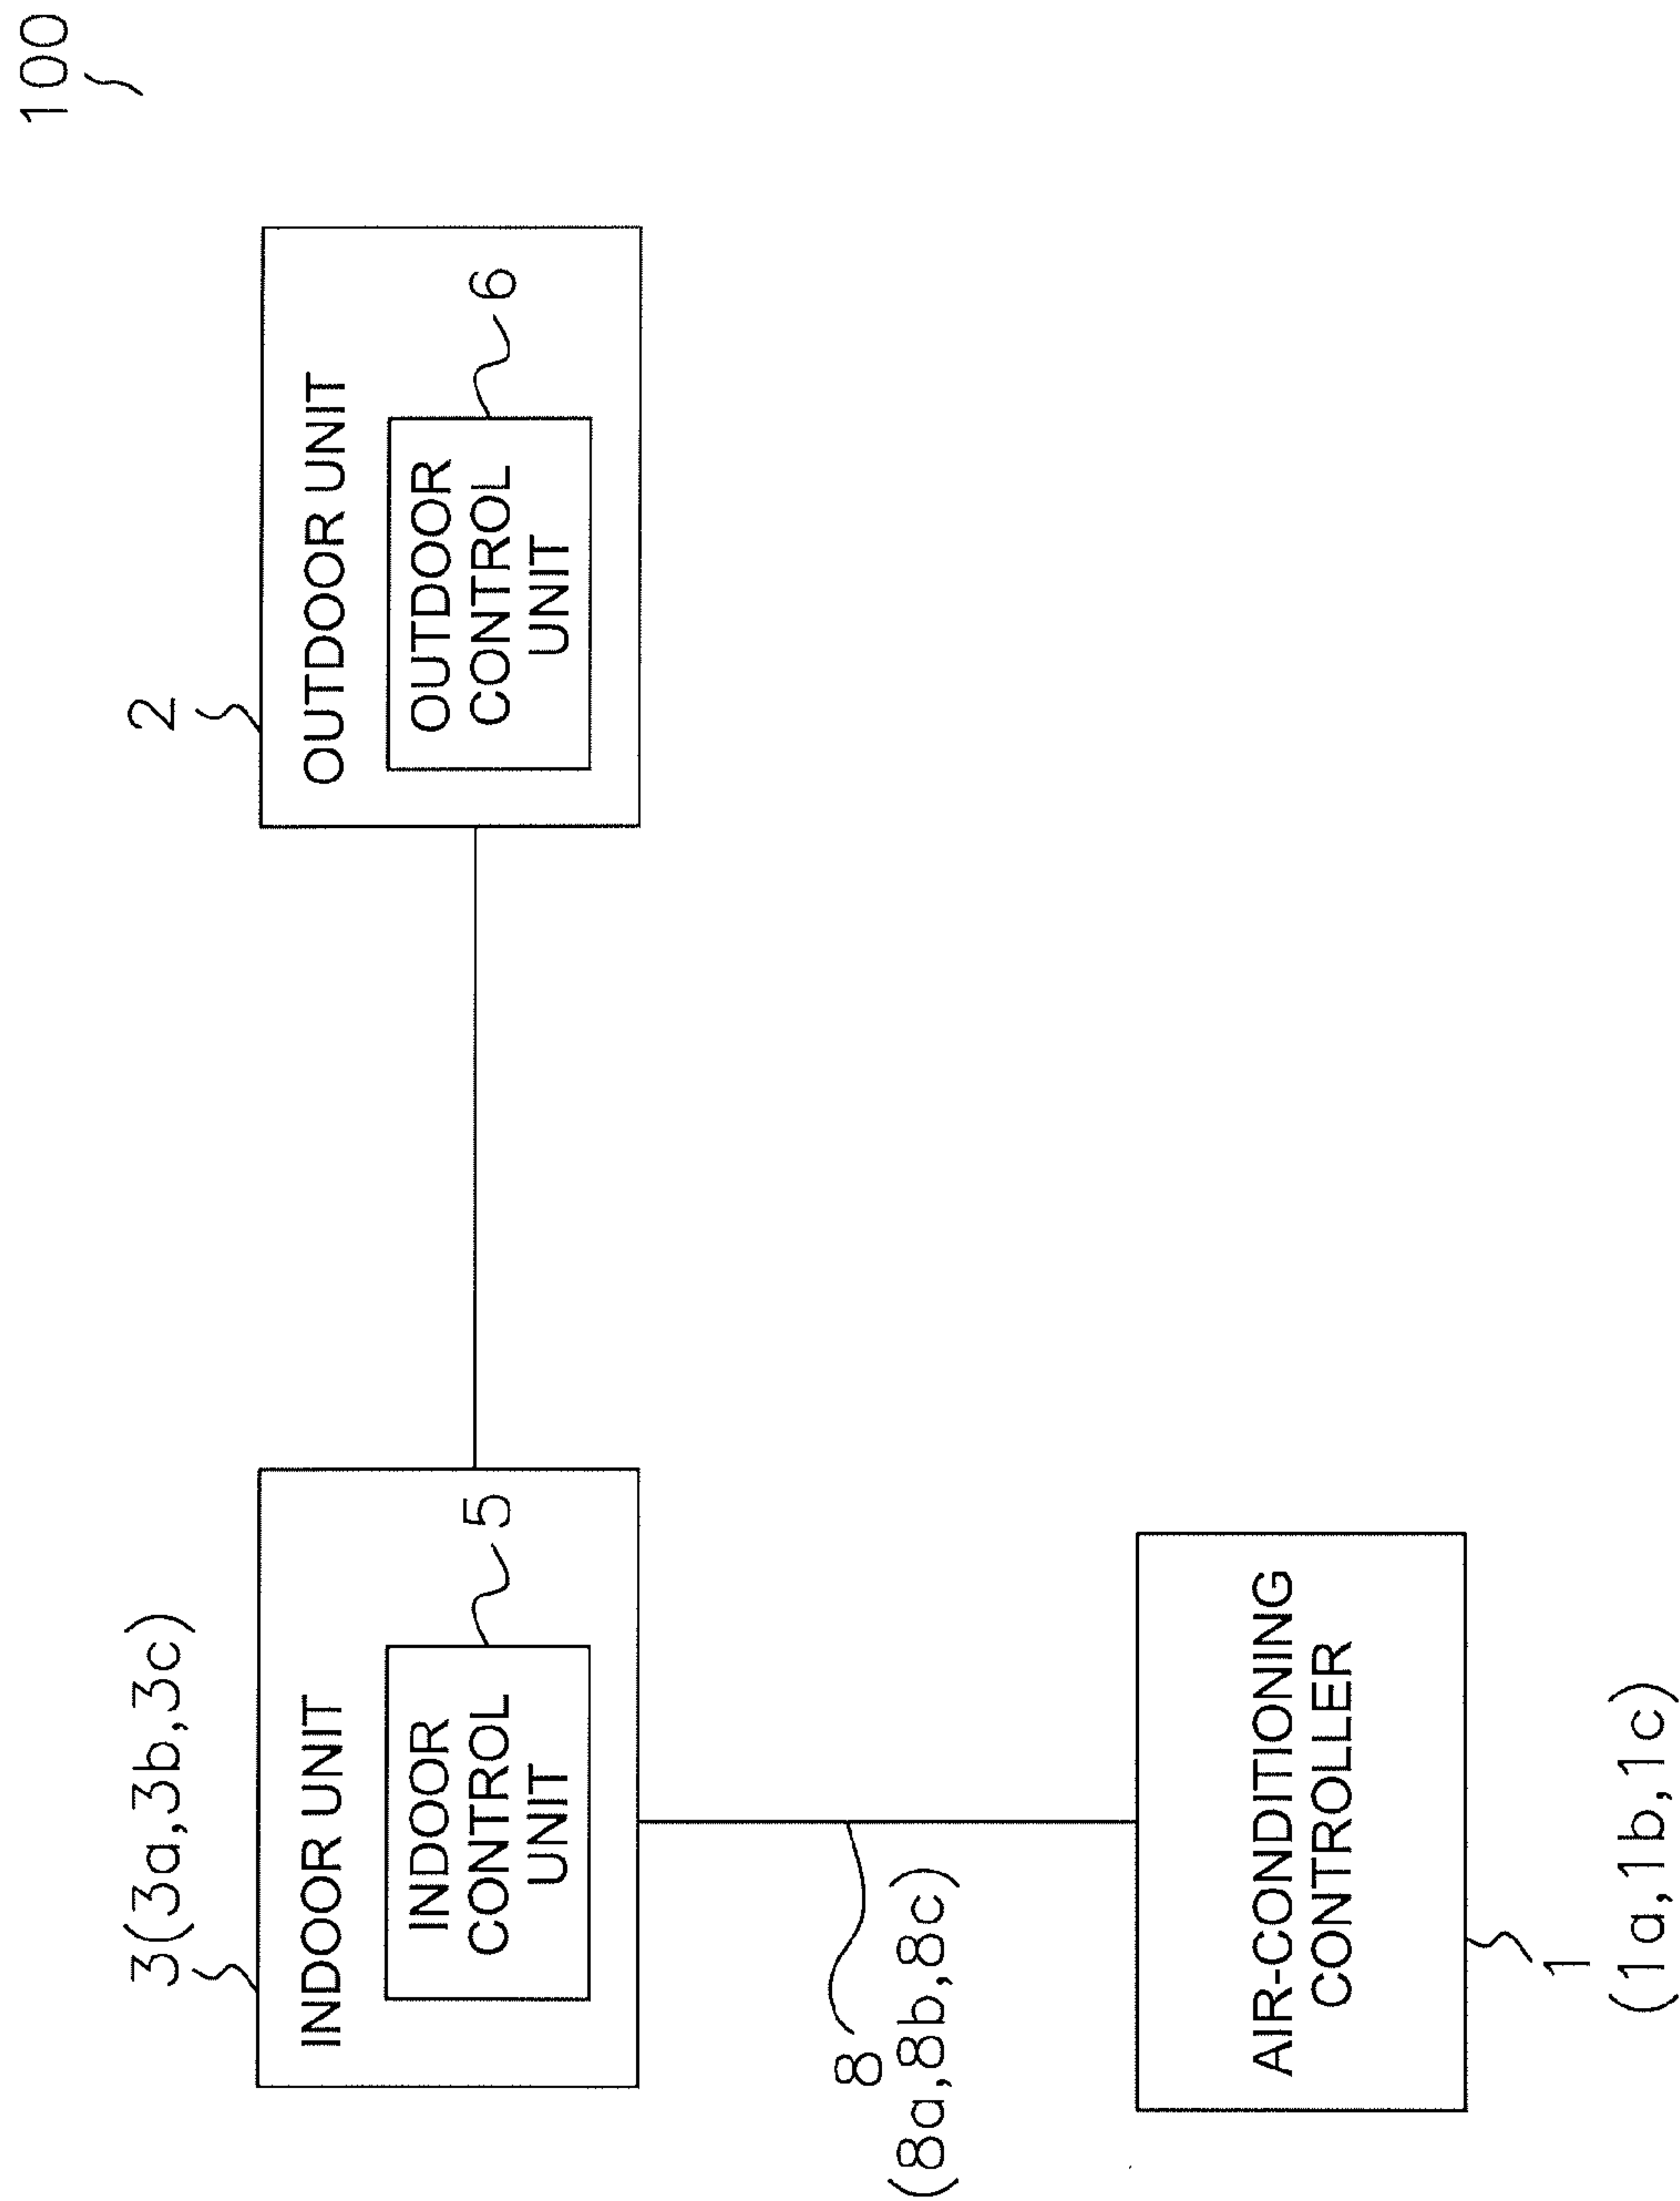 100
3(3a,3b,3c)
INDOOR UNIT
INDOOR
CONTROL
UNIT
5
2
OUTDOOR UNIT
OUTDOOR
CONTROL
UNIT
6
8
(8a,8b,8c)
AIR-CONDITIONING
CONTROLLER
1
(1a,1b,1c)